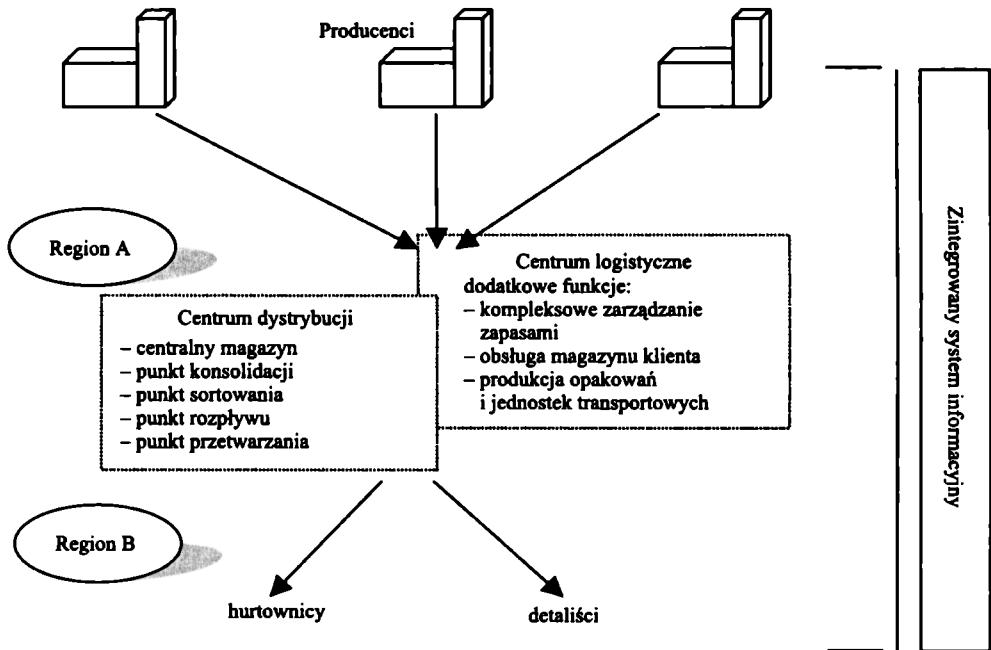 Producenci
Region A
Centrum logistyczne
dodatkowe funkcje:
– kompleksowe zarządzanie
zapasami
– obsługa magazynu klienta
– produkcja opakowań
i jednostek transportowych
Centrum dystrybucji
– centralny magazyn
– punkt konsolidacji
– punkt sortowania
– punkt rozpływu
– punkt przetwarzania
Region B
hurtownicy
detaliści
Zintegrowany system informacyjny